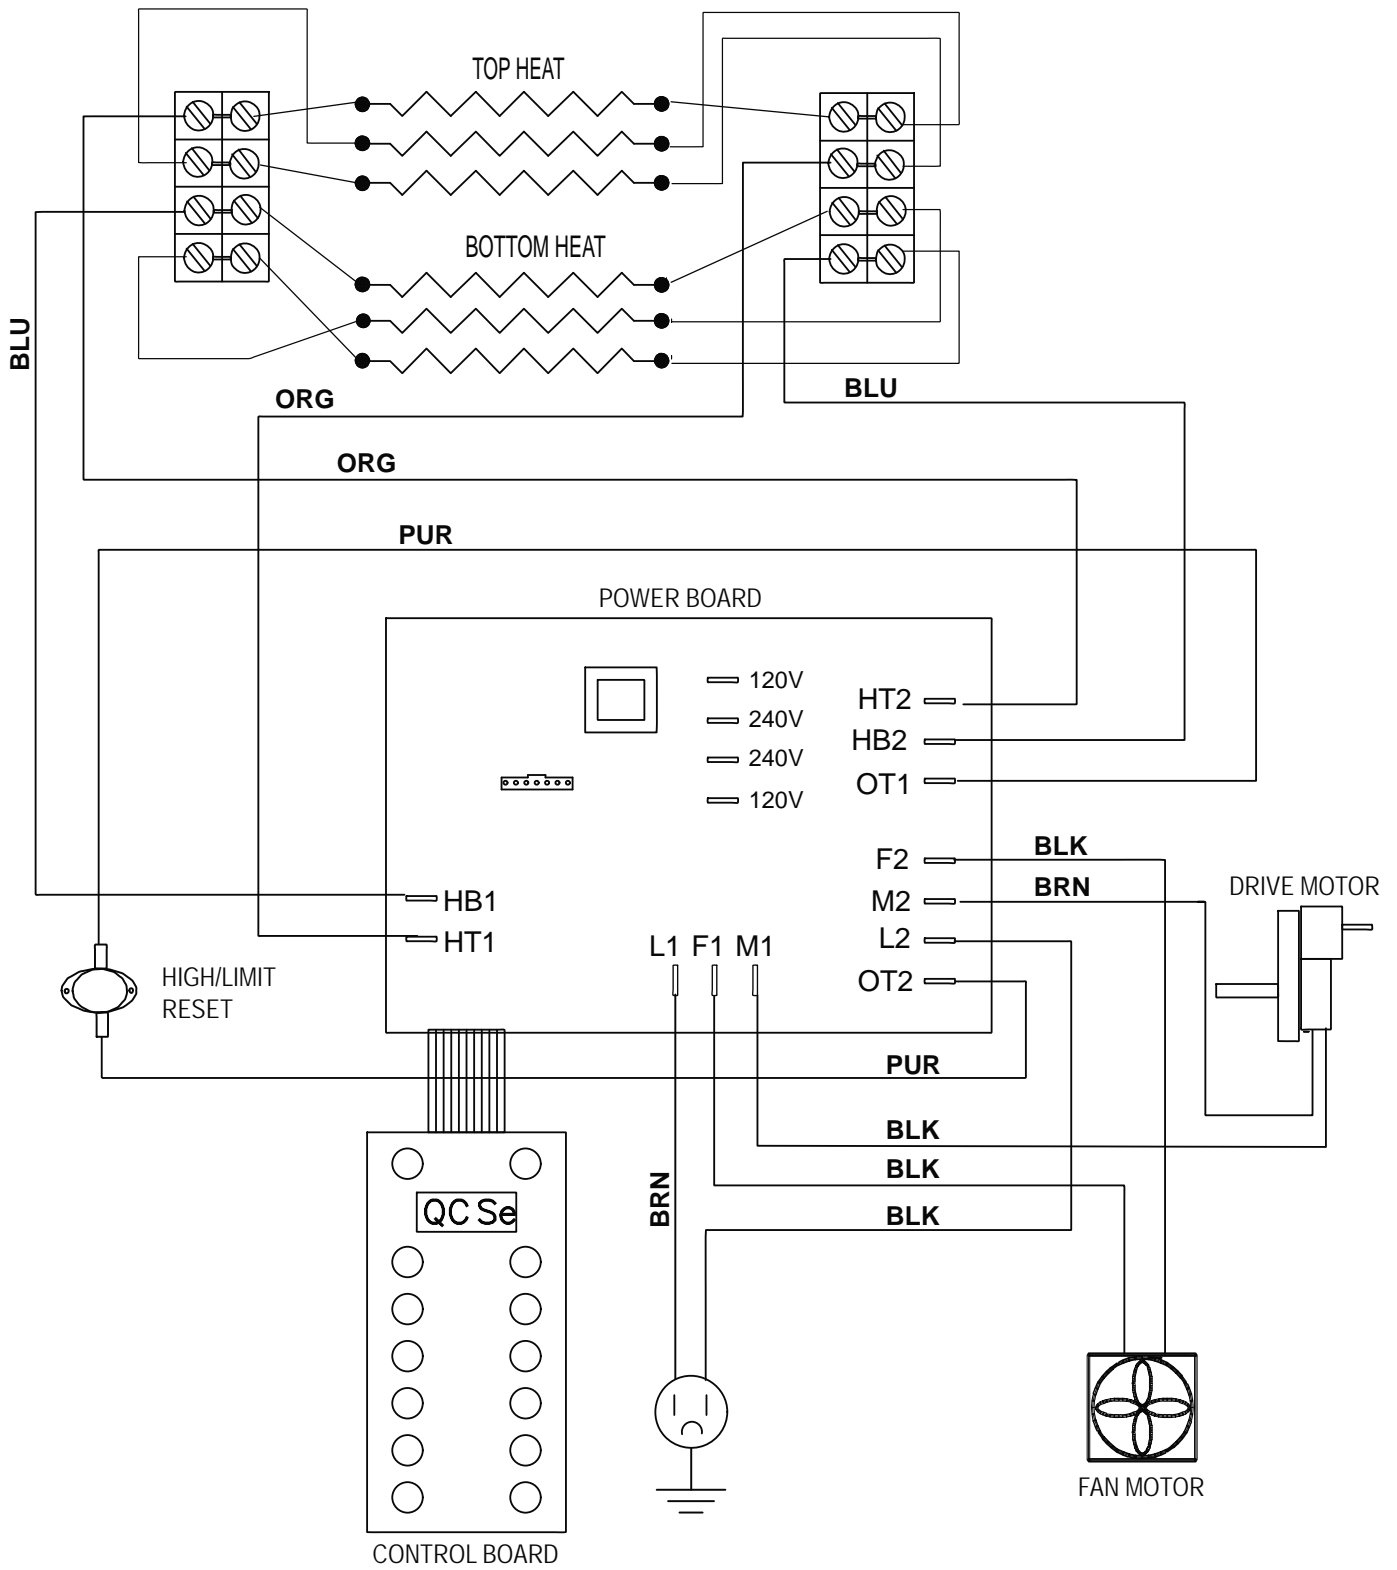 TOP HEAT
BOTTOM HEAT
BLU
ORG
BLU
ORG
PUR
POWER BOARD
120V
240V
240V
120V
HT2
HB2
OT1
F2
M2
L2
OT2
BLK
BRN
DRIVE MOTOR
HB1
HT1
L1 F1 M1
HIGH/LIMIT
RESET
PUR
BLK
BLK
BLK
BRN
QC Se
FAN MOTOR
CONTROL BOARD